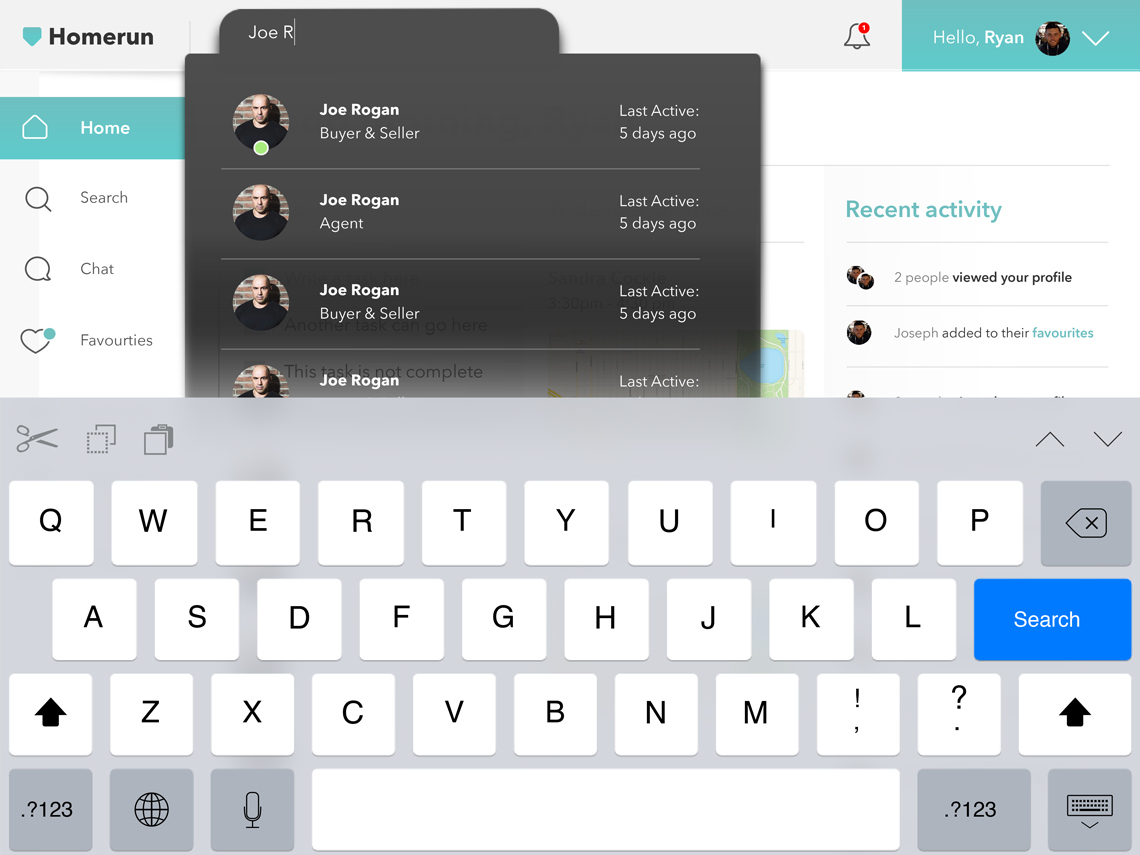 Homerun
Joe R
1
Hello, Ryan
Home
Search
Chat
Favourties
Joe Rogan
Buyer & Seller
Last Active:
5 days ago
Joe Rogan
Agent
Last Active:
5 days ago
Joe Rogan
Buyer & Seller
Last Active:
5 days ago
Joe Rogan
Last Active:
Another task can go here
This task is not complete
Recent activity
2 people viewed your profile
Joseph added to their favourites
Q W E R T Y U I O P
A S D F G H J K L Search
Z X C V B N M ! , ? .
.?123 .?123